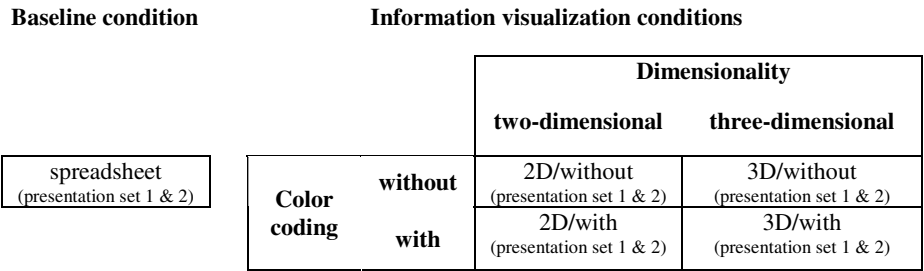 Baseline condition
Information visualization conditions
Dimensionality
two-dimensional three-dimensional
spreadsheet
(presentation set 1 & 2)
Color
coding
without
2D/without
(presentation set 1 & 2)
3D/without
(presentation set 1 & 2)
with
2D/with
(presentation set 1 & 2)
3D/with
(presentation set 1 & 2)